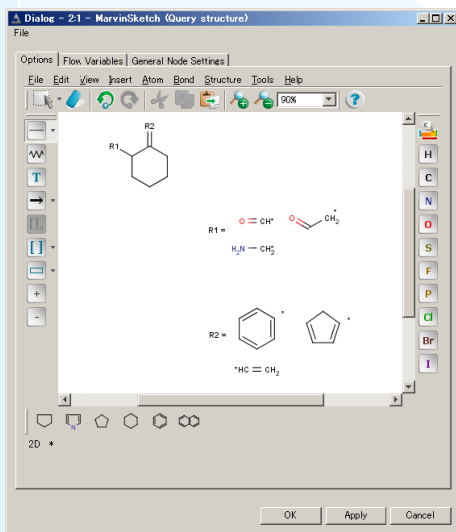 Dialog - 2:1 - MarvinSketch (Query structure)
File
Options Flow Variables General Node Settings
File Edit View Insert Atom Bond Structure Tools Help
90%
R2
R1
H
C
T
N
O
R1 = O=CH* O CH2*
S
H2N—CH2*
F
P
Cl
Br
R2 = * *
I
*HC=CH2
N
2D *
OK Apply Cancel